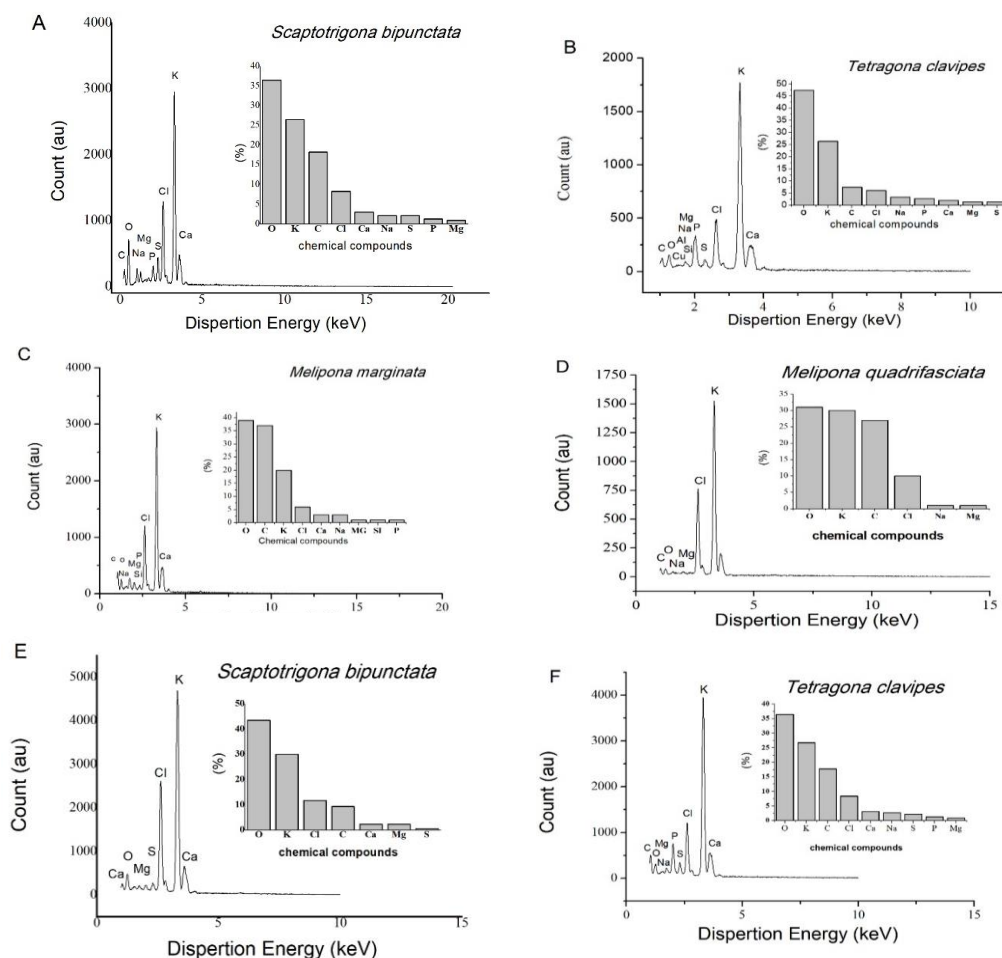 A
Scaptotrigona bipunctata
4000
3000
2000
1000
0
Count (au)
K
Cl
O
Mg
S
Ca
C
Na
P
0 5 10 15 20
Dispertion Energy (keV)
40
35
30
25
20
15
10
5
0
(%)
O K C Cl Ca Na S P Mg
chemical compounds
B
Tetragona clavipes
2000
1500
1000
500
250
0
Count (au)
K
Cl
Mg
Na P
C O Al S Ca
Cu Si
2 4 6 8 10
Dispertion Energy (keV)
50
45
40
35
30
25
20
15
10
5
0
(%)
O K C Cl Na P Ca Mg S
chemical compounds
C
Melipona marginata
4000
3000
2000
1000
0
Count (au)
K
Cl
C O P
Mg Ca
Na Si
0 5 10 15 20
Dispertion Energy (keV)
40
35
30
25
20
15
10
5
0
(%)
O C K Cl Ca Na MG SI P
Chemical compounds
D
Melipona quadrifasciata
1750
1500
1250
1000
750
500
250
0
Count (au)
K
Cl
O Ca
C Mg
Na
0 5 10 15
Dispertion Energy (keV)
35
30
25
20
15
10
5
0
(%)
O K C Cl Na Mg
chemical compounds
E
Scaptotrigona bipunctata
5000
4000
3000
2000
1000
0
Count (au)
K
Cl
O S
Ca Mg Ca
0 5 10 15
Dispertion Energy (keV)
50
40
30
20
10
0
(%)
O K Cl C Ca Mg S
chemical compounds
F
Tetragona clavipes
4000
3000
2000
1000
0
Count (au)
K
Cl
P
C O Mg S Ca
Na
0 5 10 15
Dispertion Energy (keV)
40
35
30
25
20
15
10
5
0
(%)
O K C Cl Ca Na S P Mg
chemical compounds